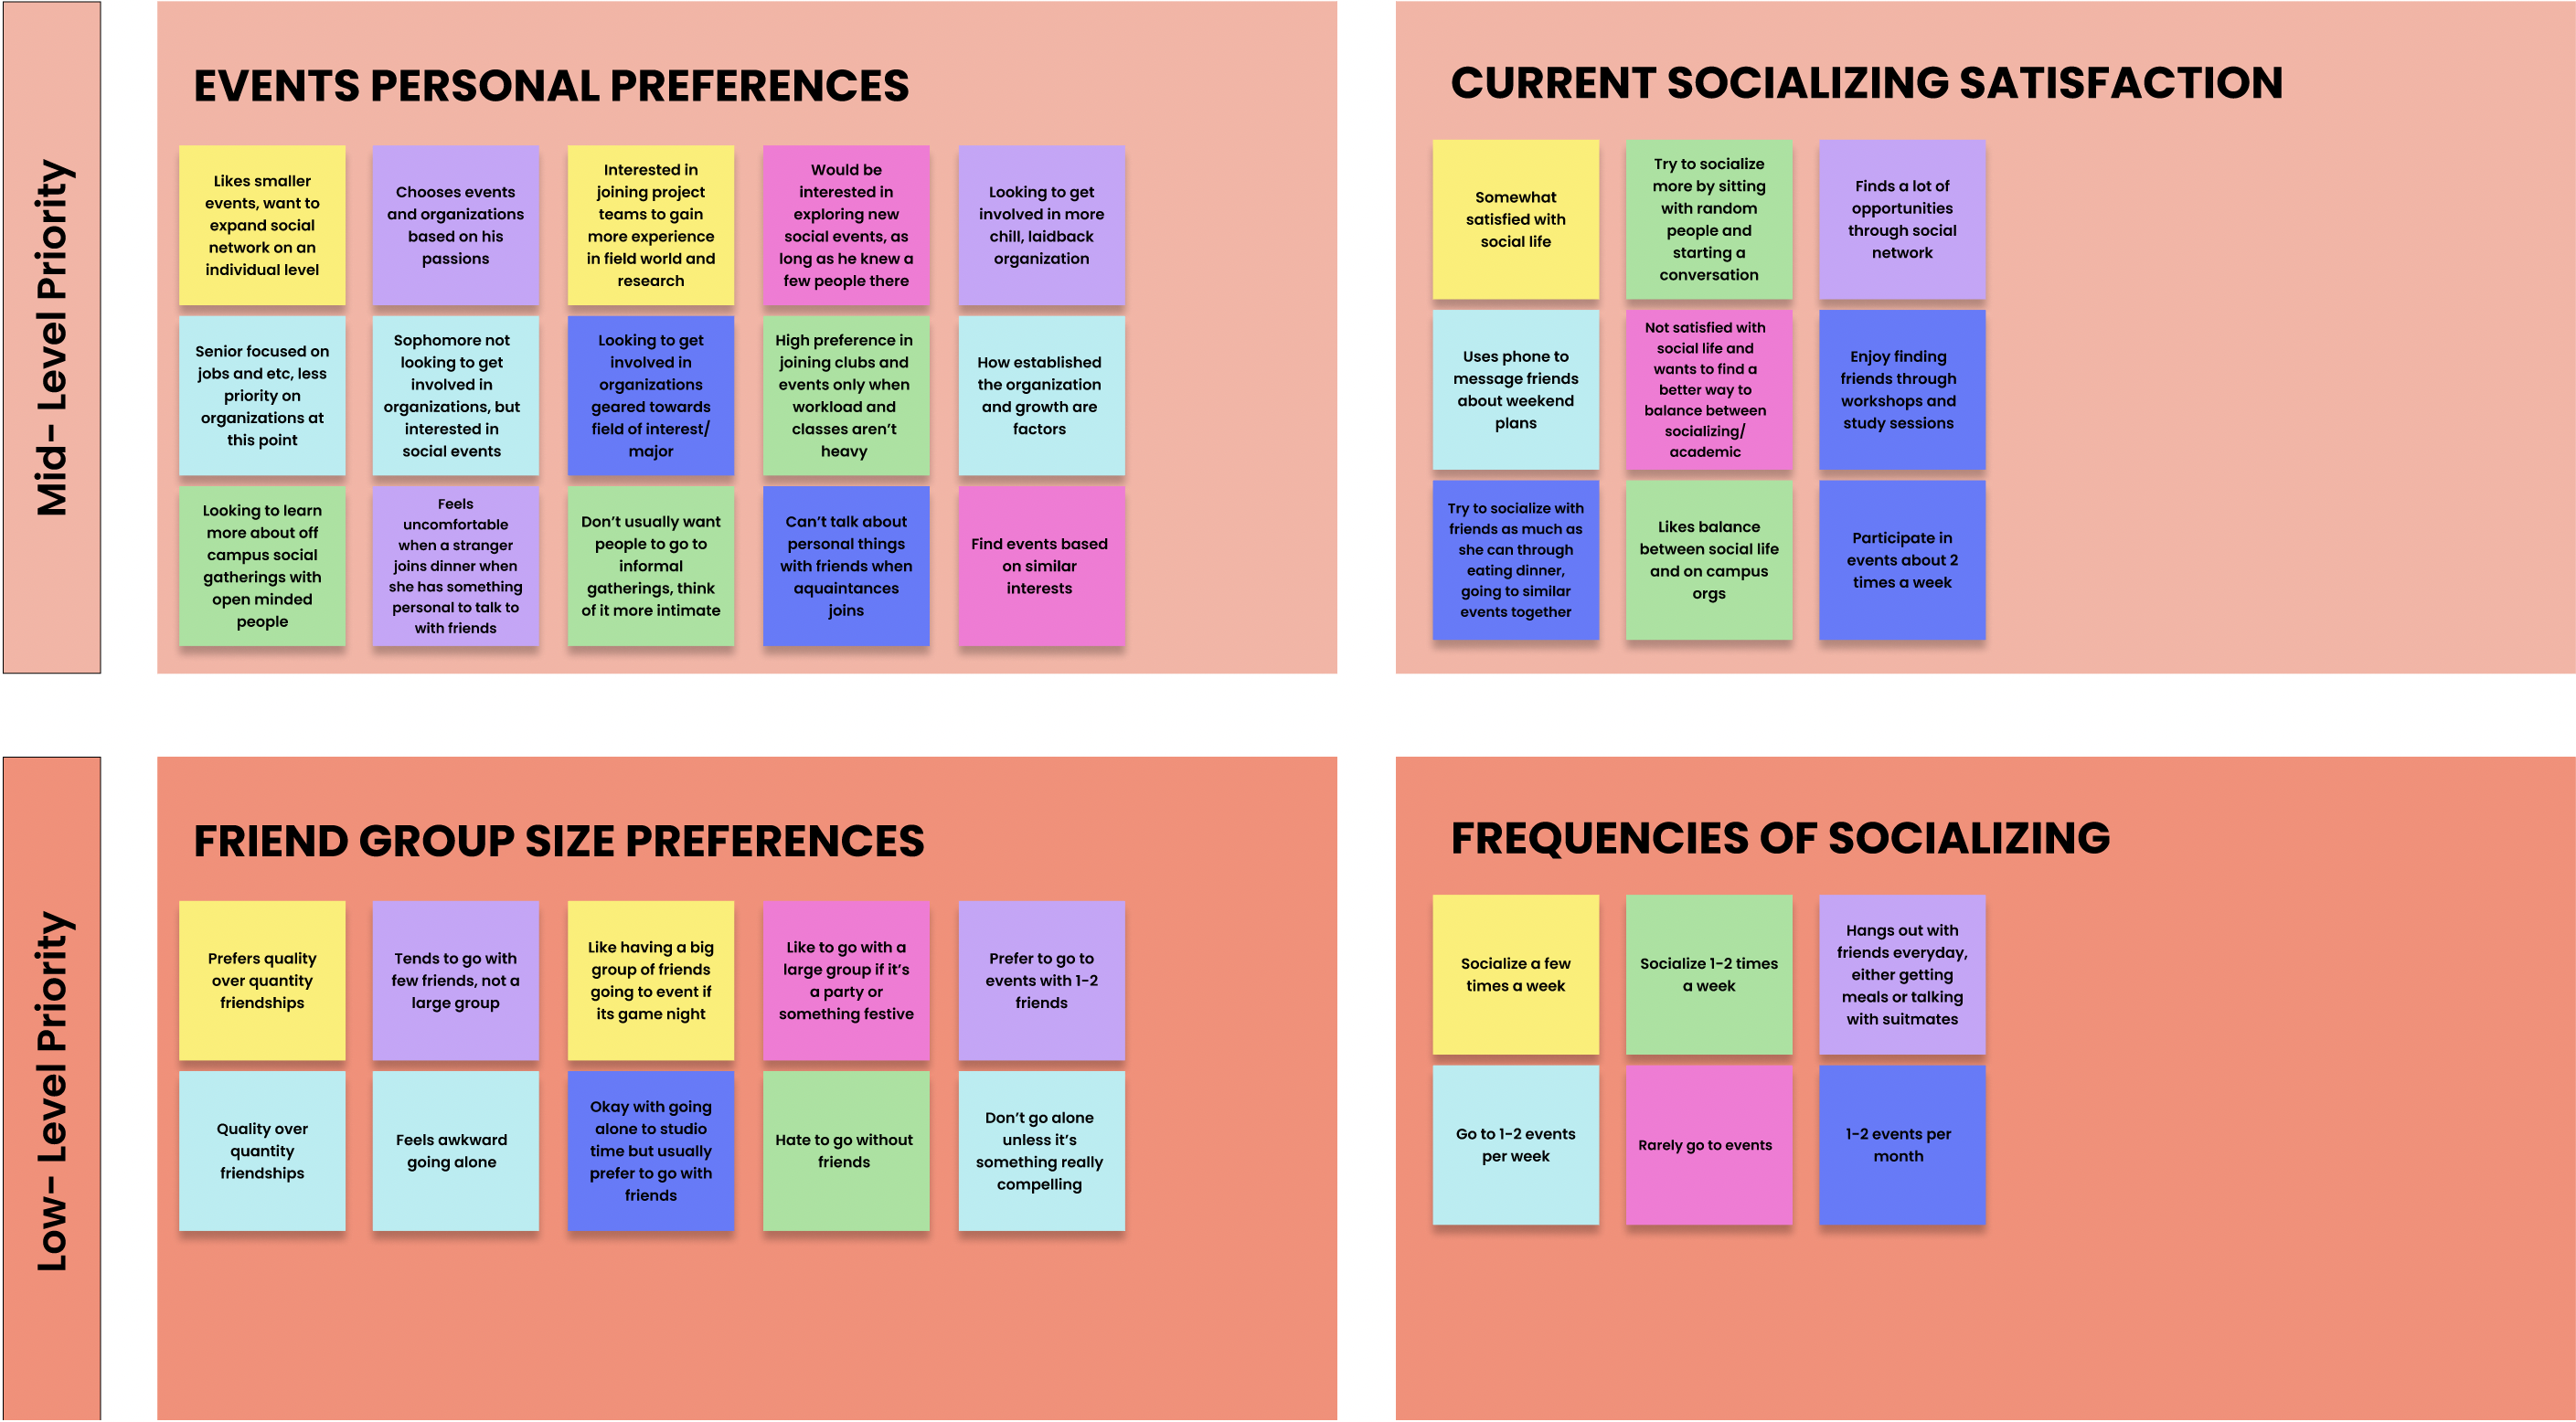 Mid- Level Priority
EVENTS PERSONAL PREFERENCES
Likes smaller
events, want to
expand social
network on an
individual level
Chooses events
and organizations
based on his
passions
Interested in
joining project
teams to gain
more experience
in field world and
research
Would be
interested in
exploring new
social events, as
long as he knew a
few people there
Looking to get
involved in more
chill, laidback
organization
Senior focused on
jobs and etc, less
priority on
organizations at
this point
Sophomore not
looking to get
involved in
organizations, but
interested in
social events
Looking to get
involved in
organizations
geared towards
field of interest/
major
High preference in
joining clubs and
events only when
workload and
classes aren't
heavy
How established
the organization
and growth are
factors
Looking to learn
more about off
campus social
gatherings with
open minded
people
Feels
uncomfortable
when a stranger
joins dinner when
she has something
personal to talk to
with friends
Don't usually want
people to go to
informal
gatherings, think
of it more intimate
Can't talk about
personal things
with friends when
aquaintances
joins
Find events based
on similar
interests
CURRENT SOCIALIZING SATISFACTION
Somewhat
satisfied with
social life
Try to socialize
more by sitting
with random
people and
starting a
conversation
Finds a lot of
opportunities
through social
network
Uses phone to
message friends
about weekend
plans
Not satisfied with
social life and
wants to find a
better way to
balance between
socializing/
academic
Enjoy finding
friends through
workshops and
study sessions
Try to socialize with
friends as much as
she can through
eating dinner,
going to similar
events together
Likes balance
between social life
and on campus
orgs
Participate in
events about 2
times a week
Low- Level Priority
FRIEND GROUP SIZE PREFERENCES
Prefers quality
over quantity
friendships
Tends to go with
few friends, not a
large group
Like having a big
group of friends
going to event if
its game night
Like to go with a
large group if it's
a party or
something festive
Prefer to go to
events with 1-2
friends
Quality over
quantity
friendships
Feels awkward
going alone
Okay with going
alone to studio
time but usually
prefer to go with
friends
Hate to go without
friends
Don't go alone
unless it's
something really
compelling
FREQUENCIES OF SOCIALIZING
Socialize a few
times a week
Socialize 1-2 times
a week
Hangs out with
friends everyday,
either getting
meals or talking
with suitmates
Go to 1-2 events
per week
Rarely go to events
1-2 events per
month